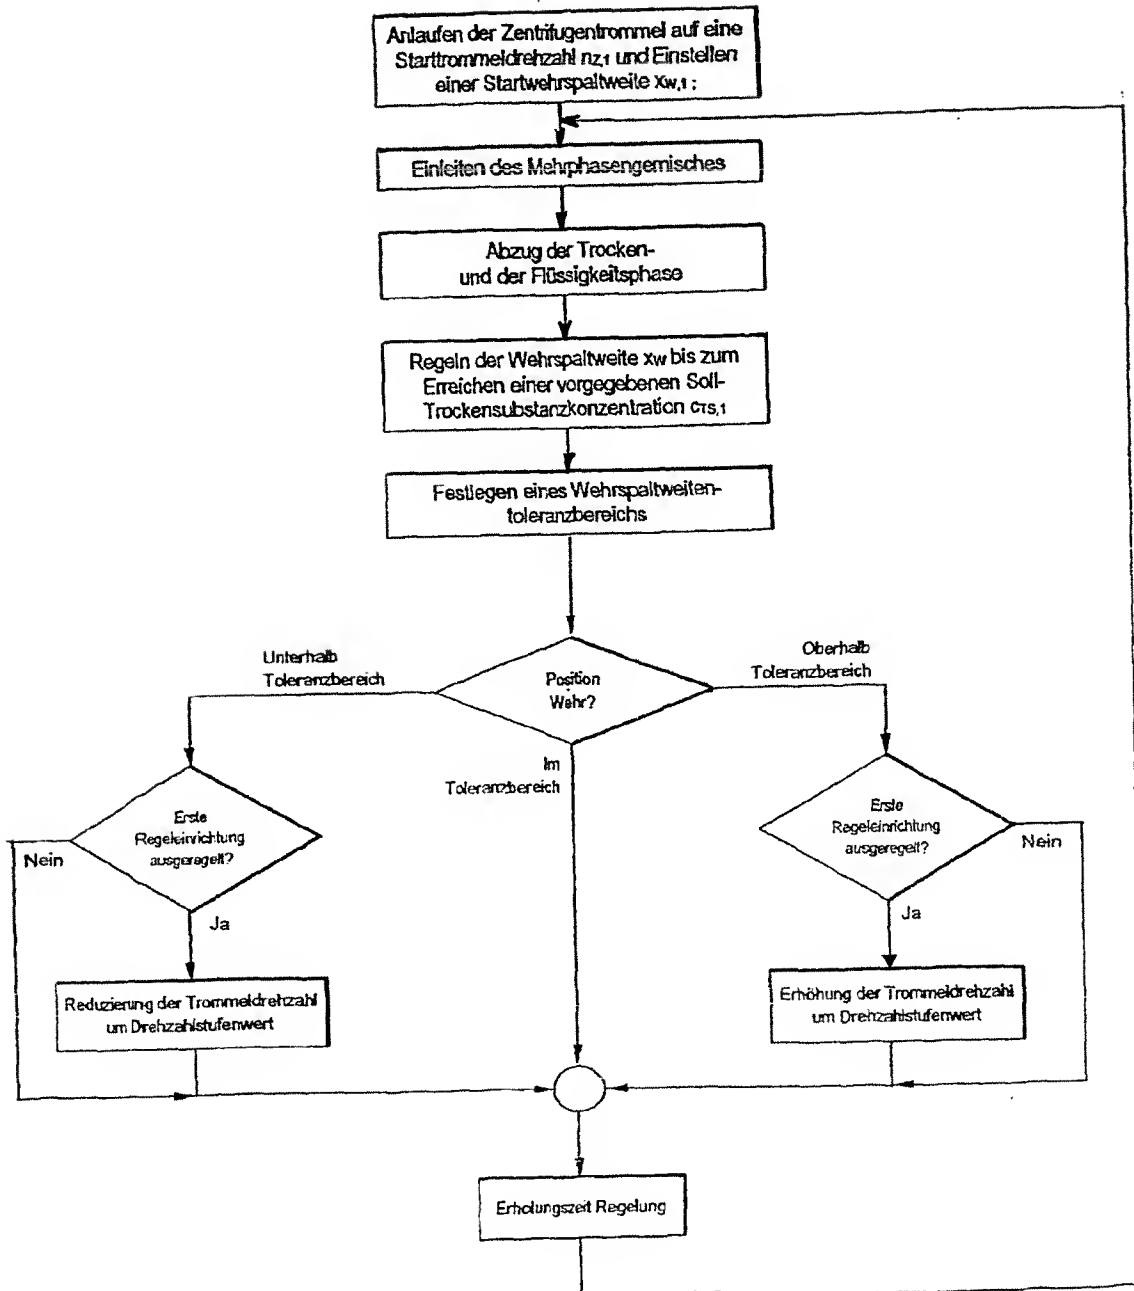 Anlaufen der Zentrifugentrommel auf eine
Starttrommeldrehzahl nz,1 und Einstellen
einer Startwehrspaltweite xw,1 :
Einleiten des Mehrphasengemisches
Abzug der Trocken-
und der Flüssigkeitsphase
Regeln der Wehrspaltweite xw bis zum
Erreichen einer vorgegebenen Soll-
Trockensubstanzkonzentration cTS,1
Festlegen eines Wehrspaltweiten-
toleranzbereichs
Unterhalb
Toleranzbereich
Position
Wehr?
Oberhalb
Toleranzbereich
Im
Toleranzbereich
Erste
Regeleinrichtung
ausgeregelt?
Nein
Ja
Erste
Regeleinrichtung
ausgeregelt?
Nein
Ja
Reduzierung der Trommeldrehzahl
um Drehzahlstufenwert
Erhöhung der Trommeldrehzahl
um Drehzahlstufenwert
Erholungszeit Regelung